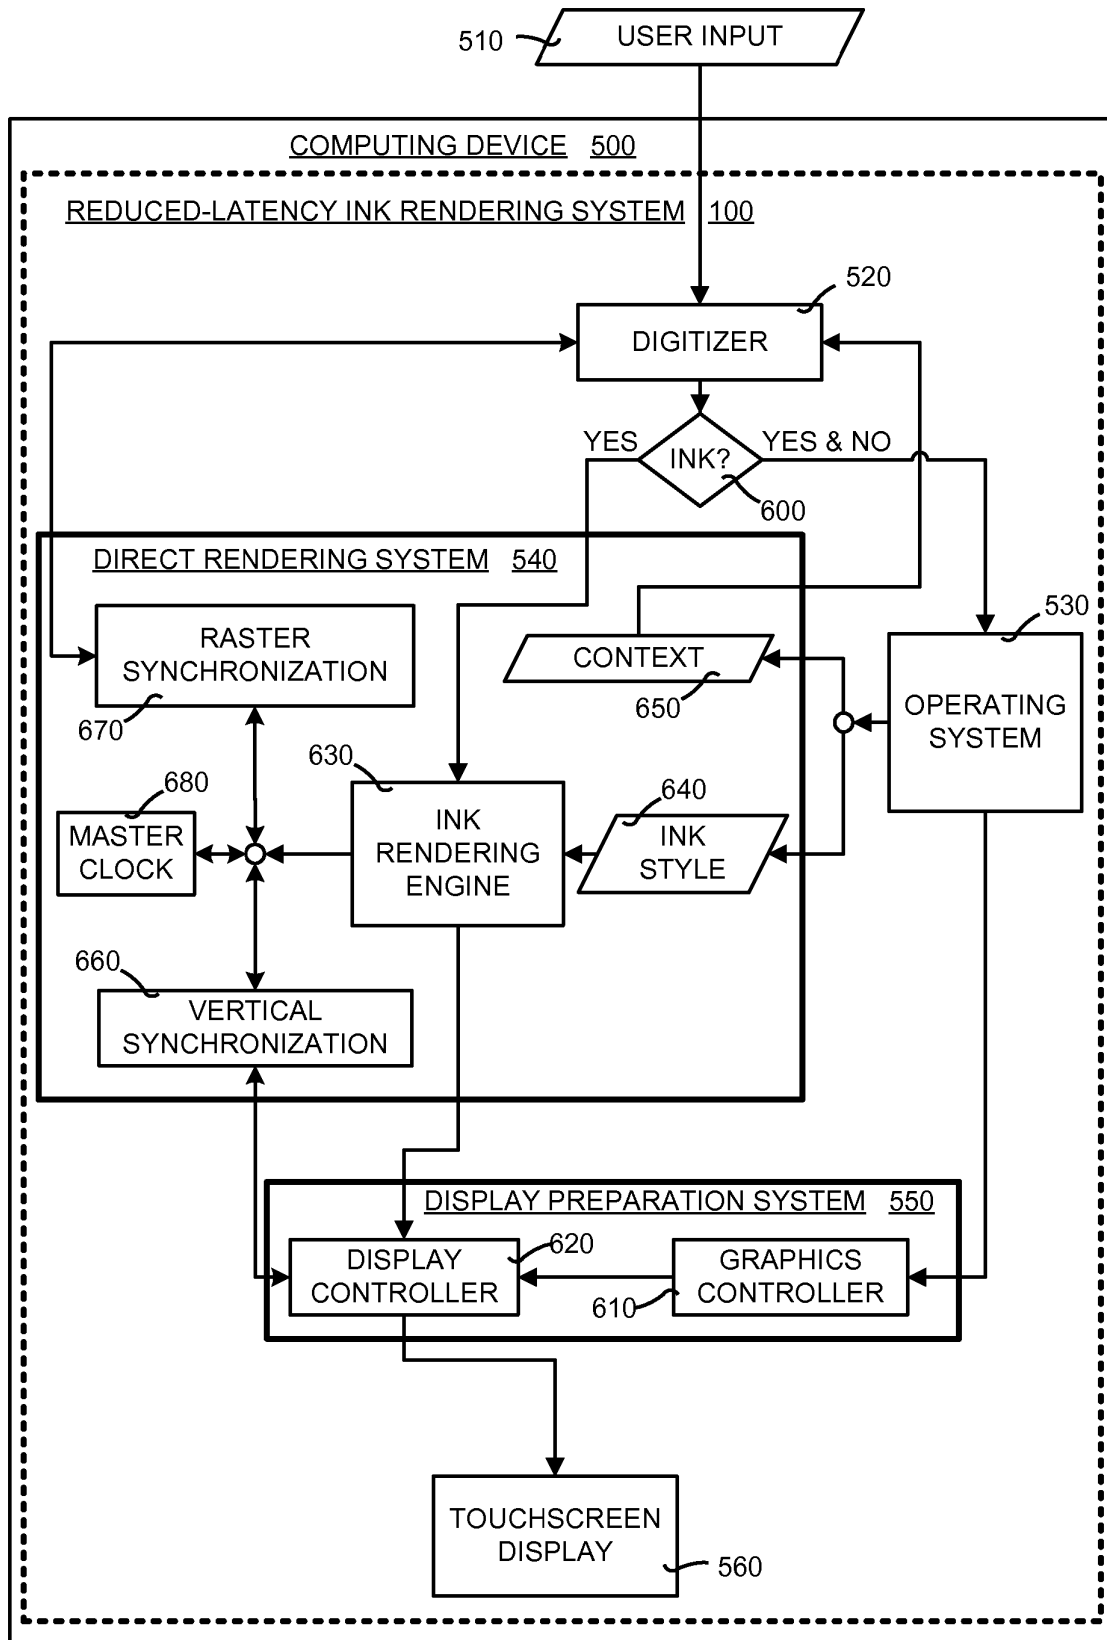 USER INPUT
510
COMPUTING DEVICE 500
REDUCED-LATENCY INK RENDERING SYSTEM 100
520
DIGITIZER
YES
INK?
YES & NO
600
DIRECT RENDERING SYSTEM 540
530
RASTER
SYNCHRONIZATION
670
CONTEXT
650
OPERATING
SYSTEM
630
680
640
MASTER
CLOCK
INK
RENDERING
ENGINE
INK
STYLE
660
VERTICAL
SYNCHRONIZATION
DISPLAY PREPARATION SYSTEM 550
DISPLAY
CONTROLLER
620
GRAPHICS
CONTROLLER
610
TOUCHSCREEN
DISPLAY
560